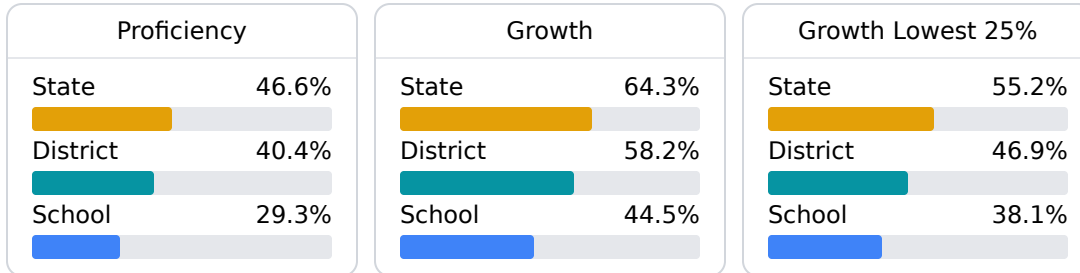 Proficiency
State 46.6%
District 40.4%
School 29.3%
Growth
State 64.3%
District 58.2%
School 44.5%
Growth Lowest 25%
State 55.2%
District 46.9%
School 38.1%